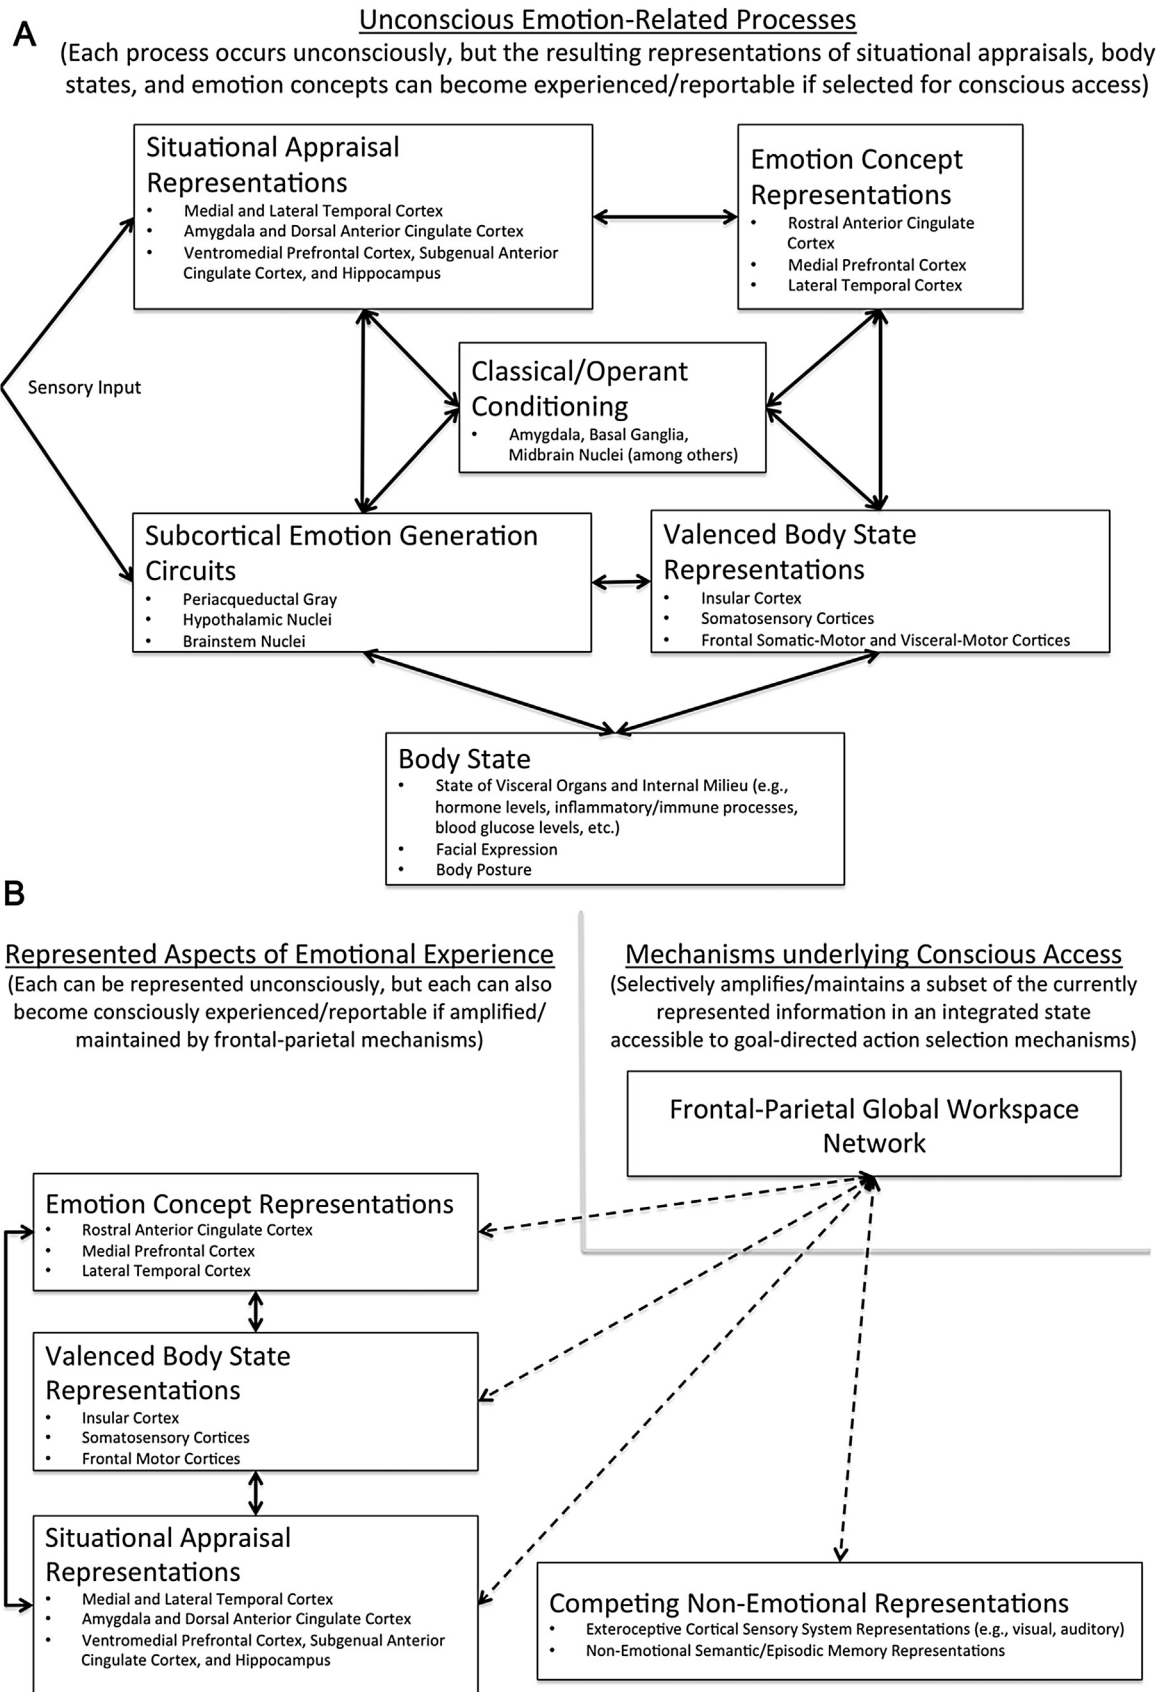 A
Unconscious Emotion-Related Processes
(Each process occurs unconsciously, but the resulting representations of situational appraisals, body
states, and emotion concepts can become experienced/reportable if selected for conscious access)
Situational Appraisal
Representations
• Medial and Lateral Temporal Cortex
• Amygdala and Dorsal Anterior Cingulate Cortex
• Ventromedial Prefrontal Cortex, Subgenual Anterior
Cingulate Cortex, and Hippocampus
Emotion Concept
Representations
• Rostral Anterior Cingulate
Cortex
• Medial Prefrontal Cortex
• Lateral Temporal Cortex
Sensory Input
Classical/Operant
Conditioning
• Amygdala, Basal Ganglia,
Midbrain Nuclei (among others)
Subcortical Emotion Generation
Circuits
• Periacqueductal Gray
• Hypothalamic Nuclei
• Brainstem Nuclei
Valenced Body State
Representations
• Insular Cortex
• Somatosensory Cortices
• Frontal Somatic-Motor and Visceral-Motor Cortices
Body State
• State of Visceral Organs and Internal Milieu (e.g.,
hormone levels, inflammatory/immune processes,
blood glucose levels, etc.)
• Facial Expression
• Body Posture
B
Represented Aspects of Emotional Experience
(Each can be represented unconsciously, but each can also
become consciously experienced/reportable if amplified/
maintained by frontal-parietal mechanisms)
Mechanisms underlying Conscious Access
(Selectively amplifies/maintains a subset of the currently
represented information in an integrated state
accessible to goal-directed action selection mechanisms)
Frontal-Parietal Global Workspace
Network
Emotion Concept Representations
• Rostral Anterior Cingulate Cortex
• Medial Prefrontal Cortex
• Lateral Temporal Cortex
Valenced Body State
Representations
• Insular Cortex
• Somatosensory Cortices
• Frontal Motor Cortices
Situational Appraisal
Representations
• Medial and Lateral Temporal Cortex
• Amygdala and Dorsal Anterior Cingulate Cortex
• Ventromedial Prefrontal Cortex, Subgenual Anterior
Cingulate Cortex, and Hippocampus
Competing Non-Emotional Representations
• Exteroceptive Cortical Sensory System Representations (e.g., visual, auditory)
• Non-Emotional Semantic/Episodic Memory Representations